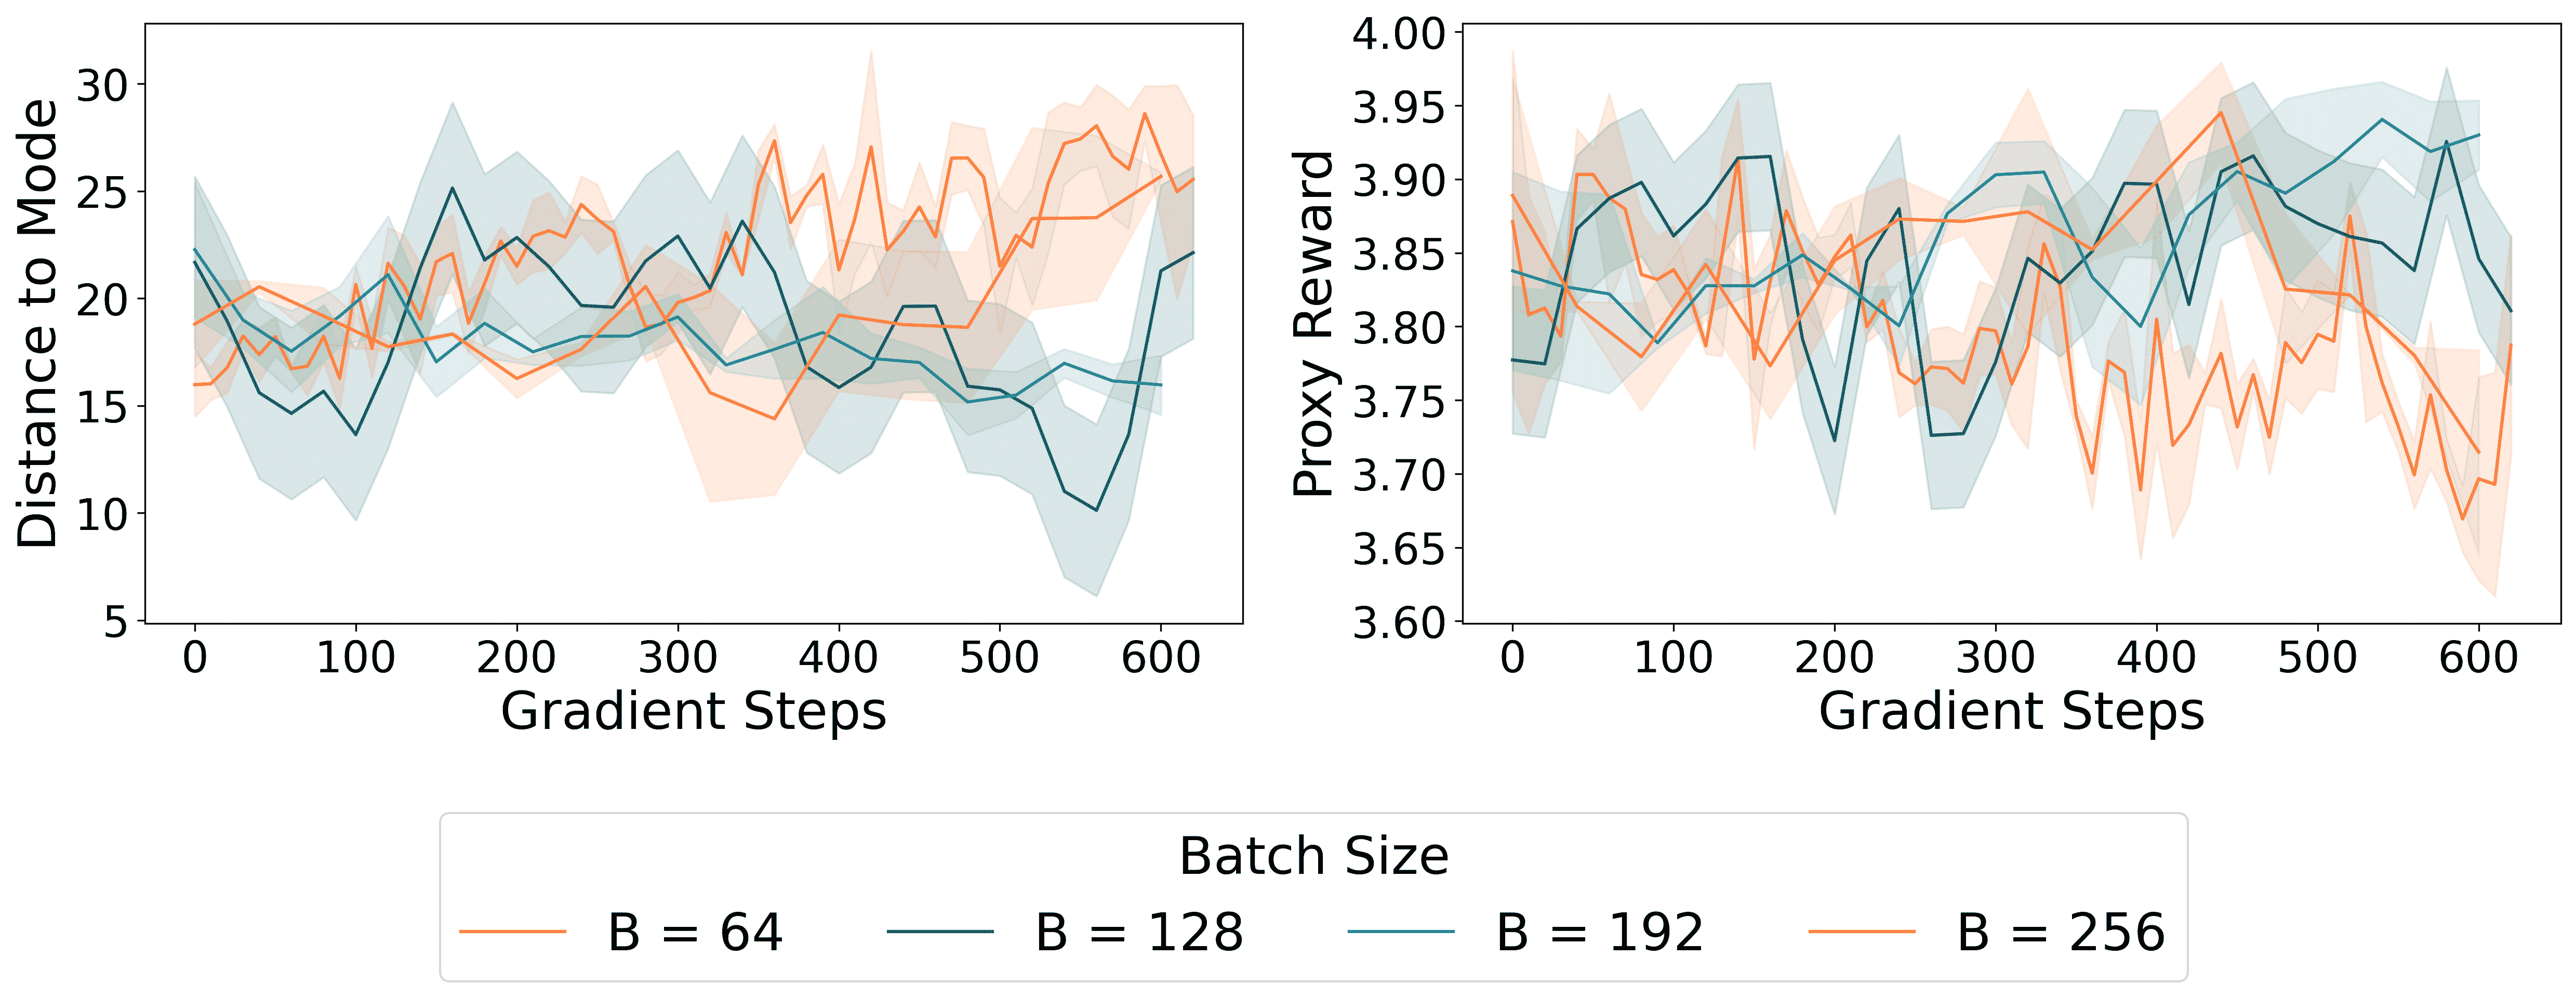 30
25
20
15
10
5
Distance to Mode
0 100 200 300 400 500 600
Gradient Steps
4.00
3.95
3.90
3.85
3.80
3.75
3.70
3.65
3.60
Proxy Reward
0 100 200 300 400 500 600
Gradient Steps
Batch Size
B = 64 B = 128 B = 192 B = 256